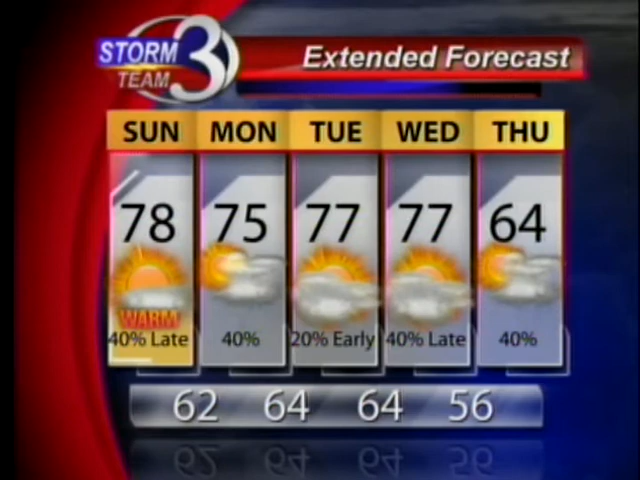 STORM 3
TEAM
Extended Forecast
SUN MON TUE WED THU
78 75 77 77 64
WARM
40% Late 40% 20% Early 40% Late 40%
62 64 64 56